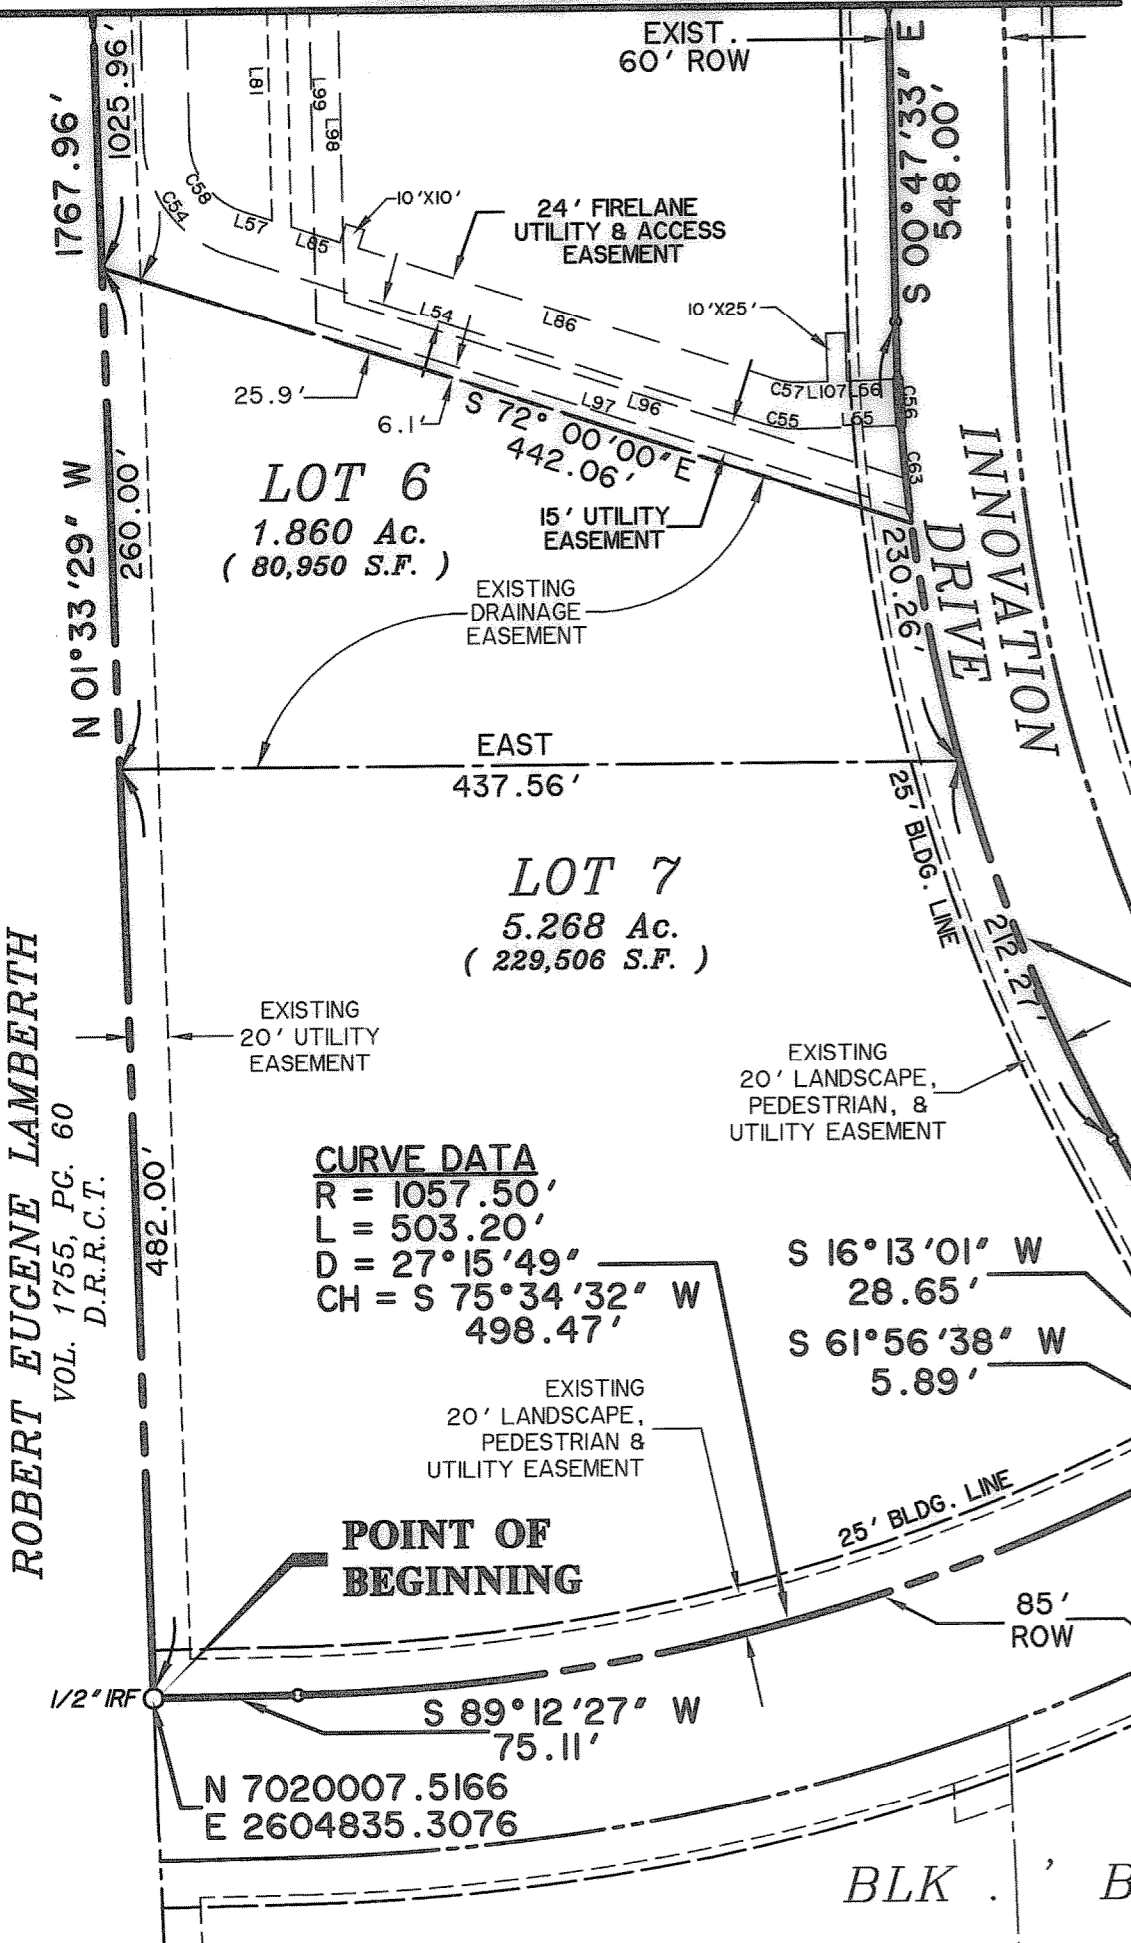 EXIST.
60' ROW
1767.96'
1025.96'
L81
L99
L98
S 00°47'33" E
548.00'
C58
C54
L57
L85
10'X10'
24' FIRELANE
UTILITY & ACCESS
EASEMENT
10'X25'
L54
L86
C57
L107
L56
C56
C55
L55
C63
L97
L96
25.9'
6.1'
S 72° 00'00" E
442.06'
LOT 6
1.860 Ac.
( 80,950 S.F. )
15' UTILITY
EASEMENT
N 01°33'29" W
260.00'
EXISTING
DRAINAGE
EASEMENT
230.26'
INNOVATION
DRIVE
EAST
437.56'
25' BLDG. LINE
LOT 7
5.268 Ac.
( 229,506 S.F. )
212.27'
ROBERT EUGENE LAMBERTH
VOL. 1755, PG. 60
D.R.R.C.T.
EXISTING
20' UTILITY
EASEMENT
EXISTING
20' LANDSCAPE,
PEDESTRIAN, &
UTILITY EASEMENT
482.00'
CURVE DATA
R = 1057.50'
L = 503.20'
D = 27°15'49"
CH = S 75°34'32" W
498.47'
S 16°13'01" W
28.65'
S 61°56'38" W
5.89'
EXISTING
20' LANDSCAPE,
PEDESTRIAN &
UTILITY EASEMENT
25' BLDG. LINE
POINT OF
BEGINNING
85'
ROW
1/2" IRF
S 89°12'27" W
75.11'
N 7020007.5166
E 2604835.3076
BLK . ' B